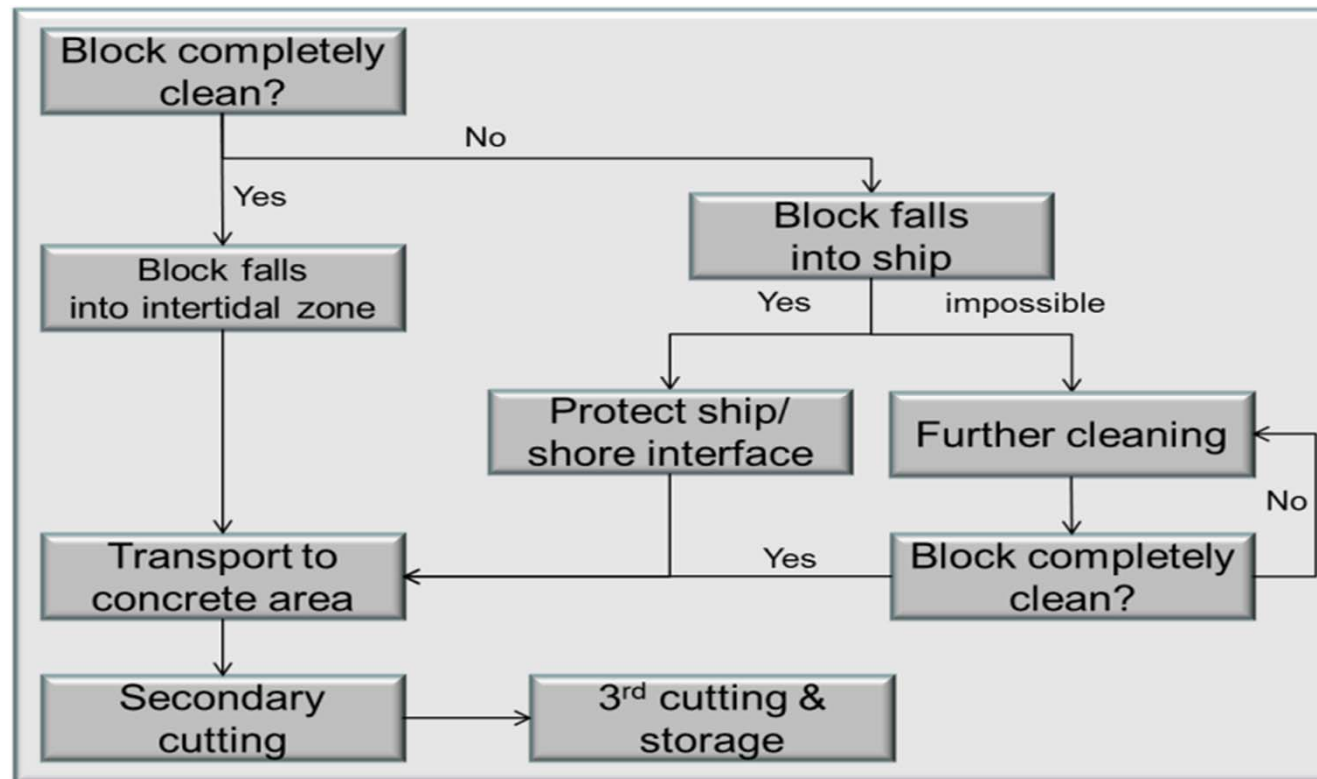 Block completely
clean?
No
Yes
Block falls
into ship
Block falls
into intertidal zone
Yes
impossible
Protect ship/
shore interface
Further cleaning
No
Transport to
concrete area
Yes
Block completely
clean?
Secondary
cutting
3rd cutting &
storage